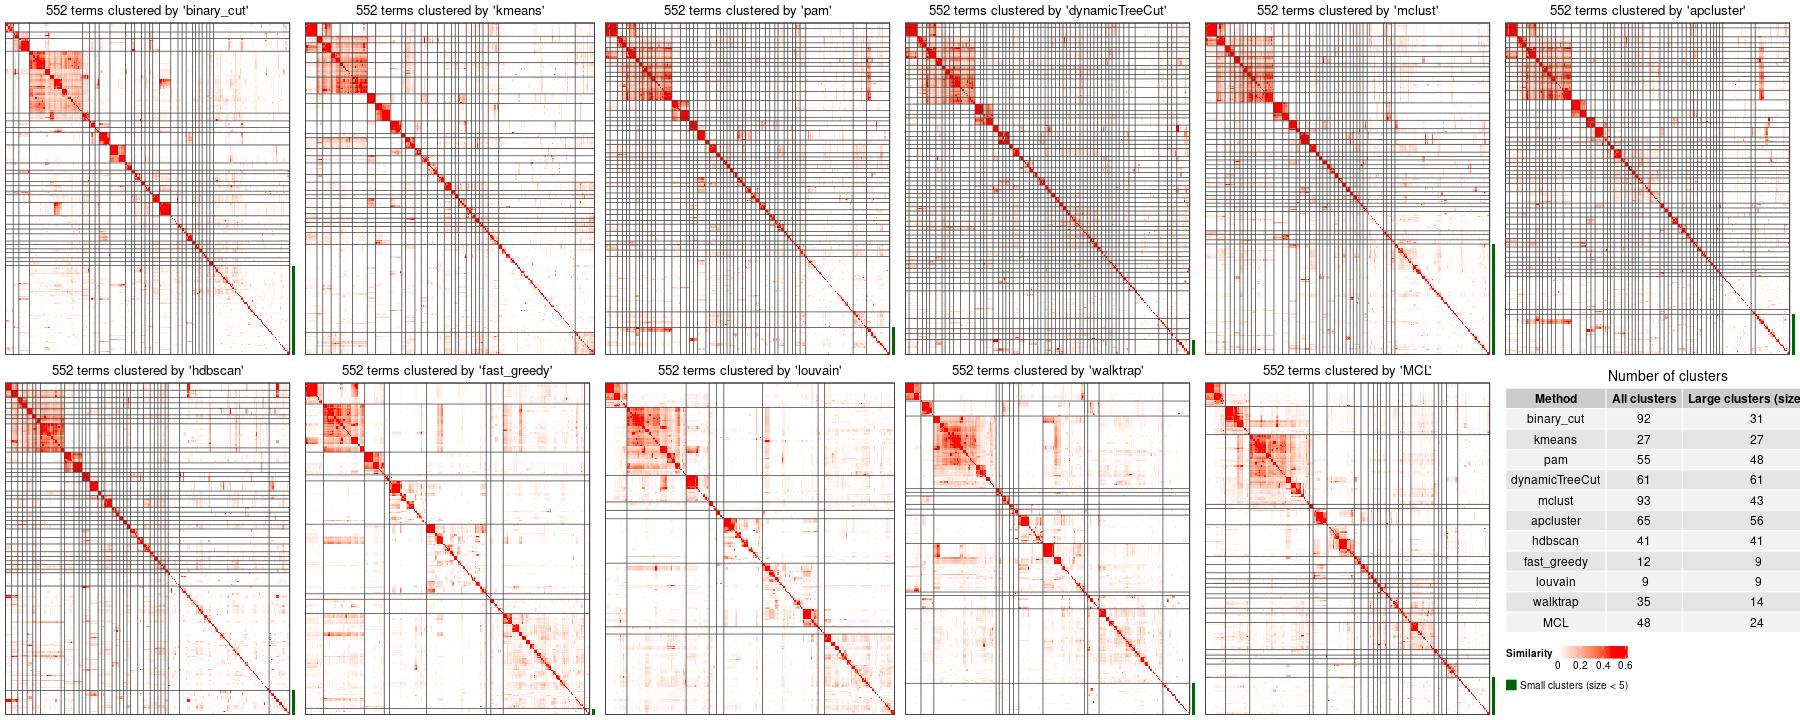 552 terms clustered by 'binary_cut'
552 terms clustered by 'kmeans'
552 terms clustered by 'pam'
552 terms clustered by 'dynamicTreeCut'
552 terms clustered by 'mclust'
552 terms clustered by 'apcluster'
552 terms clustered by 'hdbscan'
552 terms clustered by 'fast_greedy'
552 terms clustered by 'louvain'
552 terms clustered by 'walktrap'
552 terms clustered by 'MCL'
Number of clusters
Method All clusters Large clusters (size
binary_cut 92 31
kmeans 27 27
pam 55 48
dynamicTreeCut 61 61
mclust 93 43
apcluster 65 56
hdbscan 41 41
fast_greedy 12 9
louvain 9 9
walktrap 35 14
MCL 48 24
Similarity
0 0.2 0.4 0.6
Small clusters (size < 5)